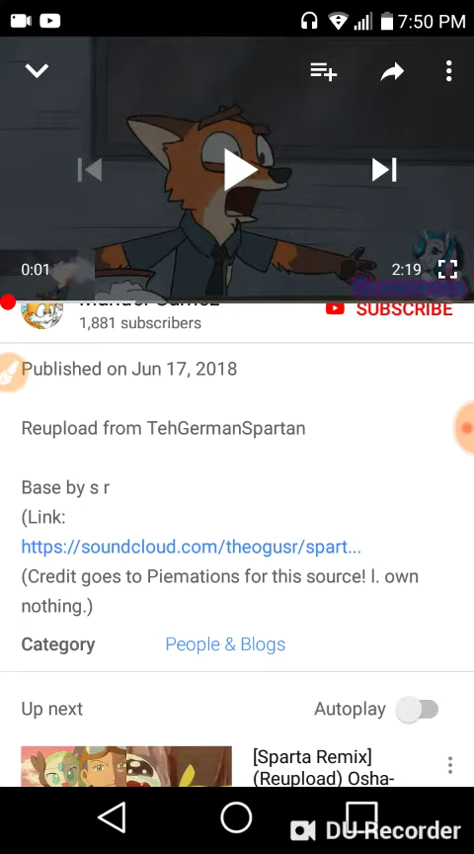 7:50 PM
0:01
2:19
1,881 subscribers
SUBSCRIBE
Published on Jun 17, 2018
Reupload from TehGermanSpartan
Base by s r
(Link:
https://soundcloud.com/theogusr/spart...
(Credit goes to Piemations for this source! I. own
nothing.)
Category People & Blogs
Up next Autoplay
[Sparta Remix]
(Reupload) Osha-
DU-Recorder